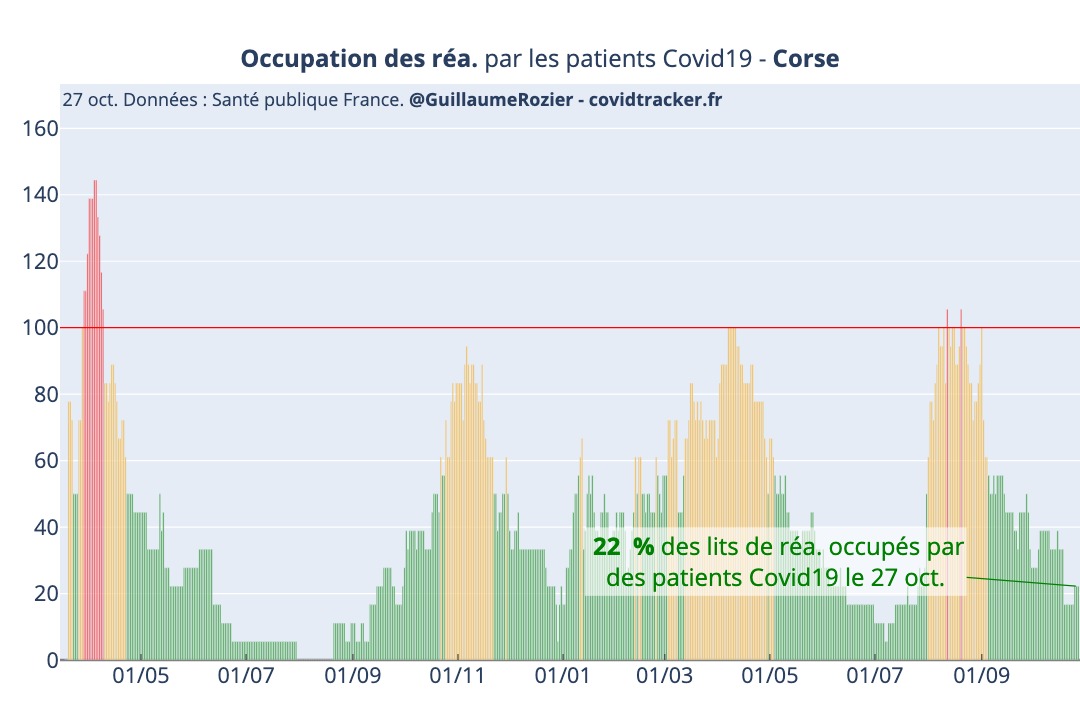 Occupation des réa. par les patients Covid19 - Corse
27 oct. Données : Santé publique France. @GuillaumeRozier - covidtracker.fr
160
140
120
100
80
60
40
20
0
22 % des lits de réa. occupés par
des patients Covid19 le 27 oct.
01/05 01/07 01/09 01/11 01/01 01/03 01/05 01/07 01/09